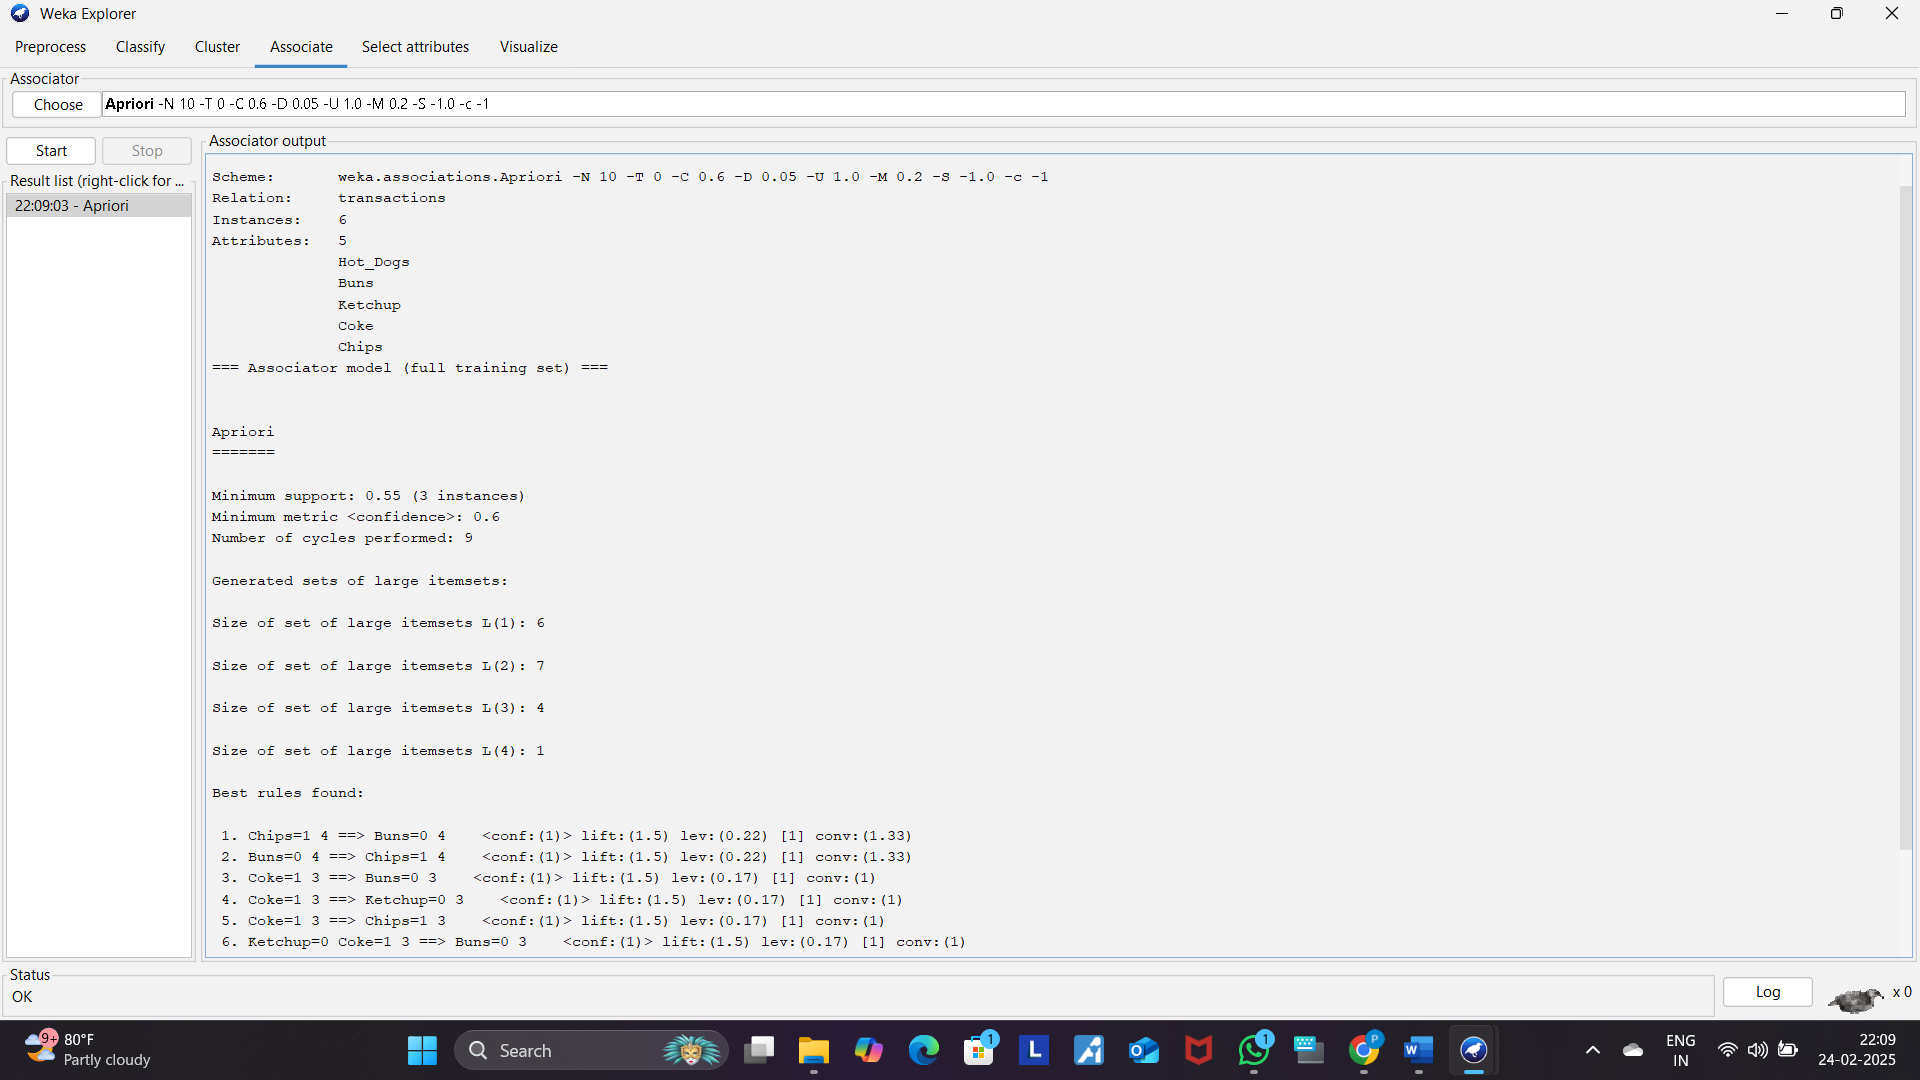 Weka Explorer
Preprocess Classify Cluster Associate Select attributes Visualize
Associator
Choose Apriori -N 10 -T 0 -C 0.6 -D 0.05 -U 1.0 -M 0.2 -S -1.0 -c -1
Start Stop
Result list (right-click for ...
22:09:03 - Apriori
Associator output
Scheme: weka.associations.Apriori -N 10 -T 0 -C 0.6 -D 0.05 -U 1.0 -M 0.2 -S -1.0 -c -1
Relation: transactions
Instances: 6
Attributes: 5
Hot_Dogs
Buns
Ketchup
Coke
Chips
=== Associator model (full training set) ===
Apriori
=======
Minimum support: 0.55 (3 instances)
Minimum metric <confidence>: 0.6
Number of cycles performed: 9
Generated sets of large itemsets:
Size of set of large itemsets L(1): 6
Size of set of large itemsets L(2): 7
Size of set of large itemsets L(3): 4
Size of set of large itemsets L(4): 1
Best rules found:
1. Chips=1 4 ==> Buns=0 4 <conf:(1)> lift:(1.5) lev:(0.22) [1] conv:(1.33)
2. Buns=0 4 ==> Chips=1 4 <conf:(1)> lift:(1.5) lev:(0.22) [1] conv:(1.33)
3. Coke=1 3 ==> Buns=0 3 <conf:(1)> lift:(1.5) lev:(0.17) [1] conv:(1)
4. Coke=1 3 ==> Ketchup=0 3 <conf:(1)> lift:(1.5) lev:(0.17) [1] conv:(1)
5. Coke=1 3 ==> Chips=1 3 <conf:(1)> lift:(1.5) lev:(0.17) [1] conv:(1)
6. Ketchup=0 Coke=1 3 ==> Buns=0 3 <conf:(1)> lift:(1.5) lev:(0.17) [1] conv:(1)
Status
OK
Log
x 0
9+
80°F
Partly cloudy
Search
1
L
1
P
W
ENG
IN
22:09
24-02-2025